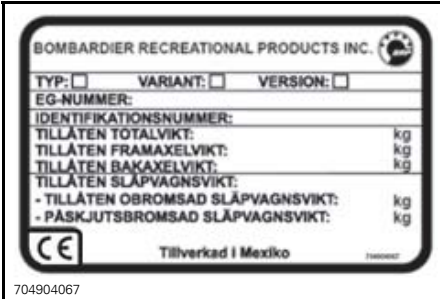 BOMBARDIER RECREATIONAL PRODUCTS INC.
TYP: VARIANT: VERSION:
EG-NUMMER:
IDENTIFIKATIONSNUMMER:
TILLÅTEN TOTALVIKT: kg
TILLÅTEN FRAMAXELVIKT: kg
TILLÅTEN BAKAXELVIKT: kg
TILLÅTEN SLÄPVAGNSVIKT:
- TILLÅTEN OBROMSAD SLÄPVAGNSVIKT: kg
- PÅSKJUTSBROMSAD SLÄPVAGNSVIKT: kg
CE Tillverkad i Mexiko 704904067
704904067